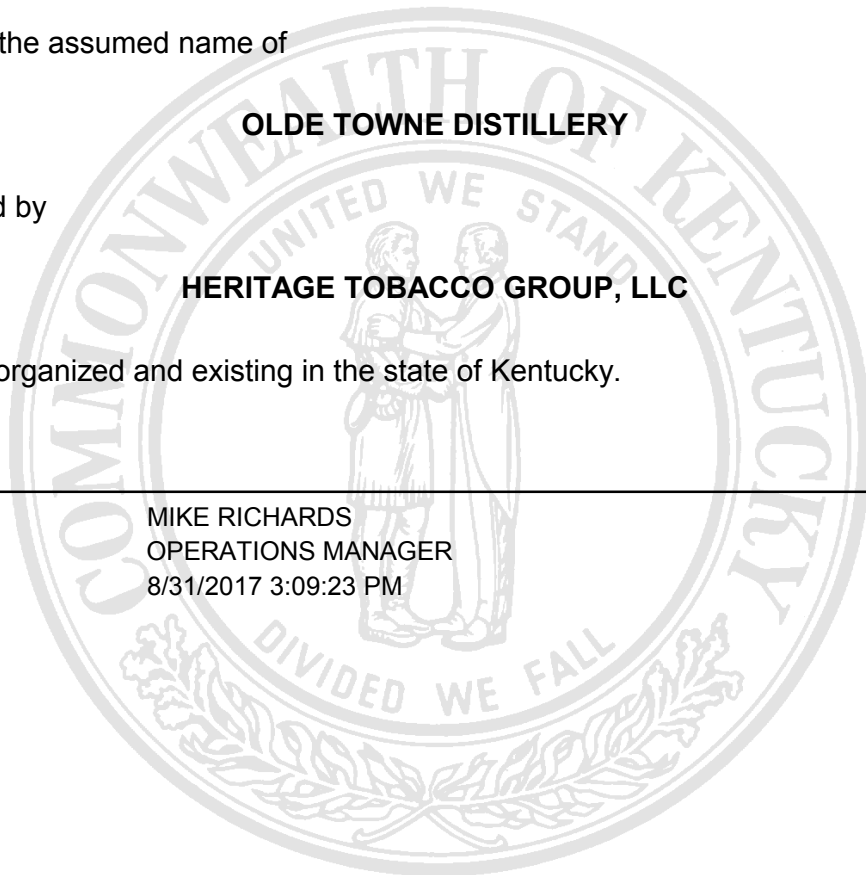 the assumed name of
OLDE TOWNE DISTILLERY
d by
HERITAGE TOBACCO GROUP, LLC
organized and existing in the state of Kentucky.
MIKE RICHARDS
OPERATIONS MANAGER
8/31/2017 3:09:23 PM
COMMONWEALTH OF KENTUCKY
UNITED WE STAND
DIVIDED WE FALL